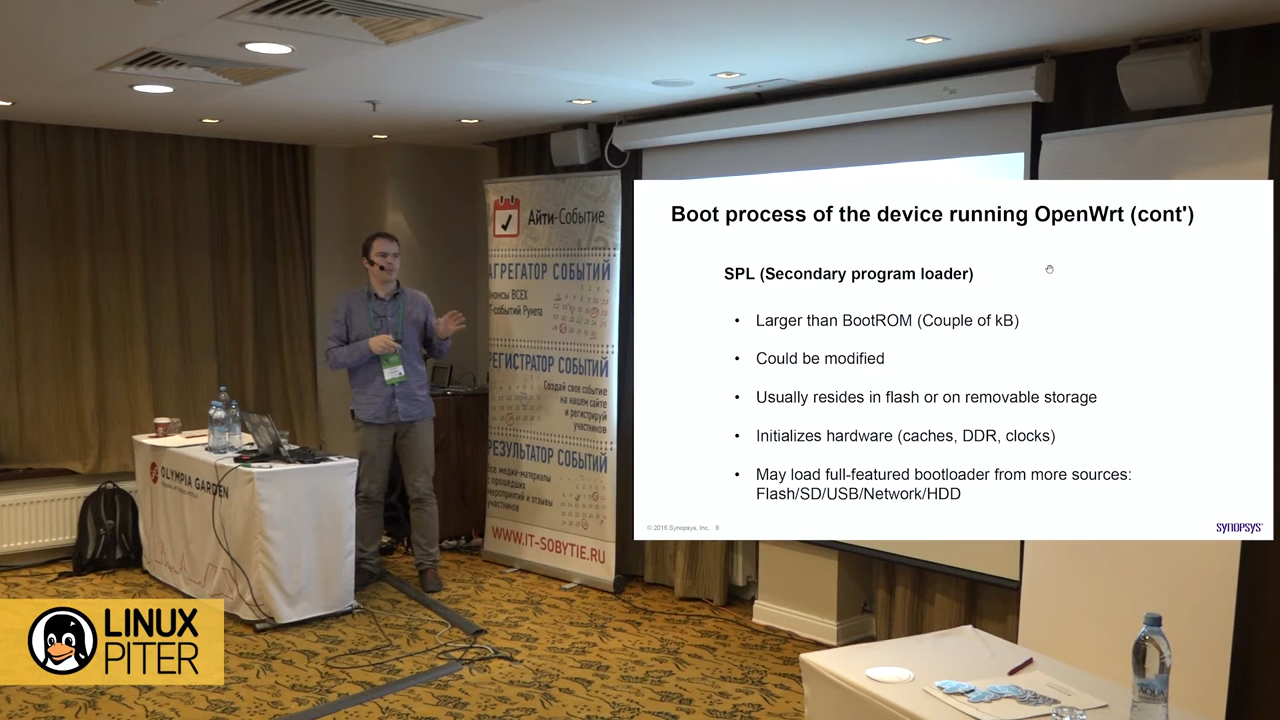 Айти-Событие
АГРЕГАТОР СОБЫТИЙ
Анонсы ВСЕХ
IT-событий Рунета
РЕГИСТРАТОР СОБЫТИЙ
Создай свое событие
на нашем сайте
и регистрируй
участников
РЕЗУЛЬТАТОР СОБЫТИЙ
Все медиа-материалы
с прошедших
мероприятий и отзывы
участников
WWW.IT-SOBYTIE.RU
OLYMPIA GARDEN
LINUX
PITER
Boot process of the device running OpenWrt (cont')
SPL (Secondary program loader)
• Larger than BootROM (Couple of kB)
• Could be modified
• Usually resides in flash or on removable storage
• Initializes hardware (caches, DDR, clocks)
• May load full-featured bootloader from more sources:
Flash/SD/USB/Network/HDD
© 2016 Synopsys, Inc. 9
SYNOPSYS
AQUA